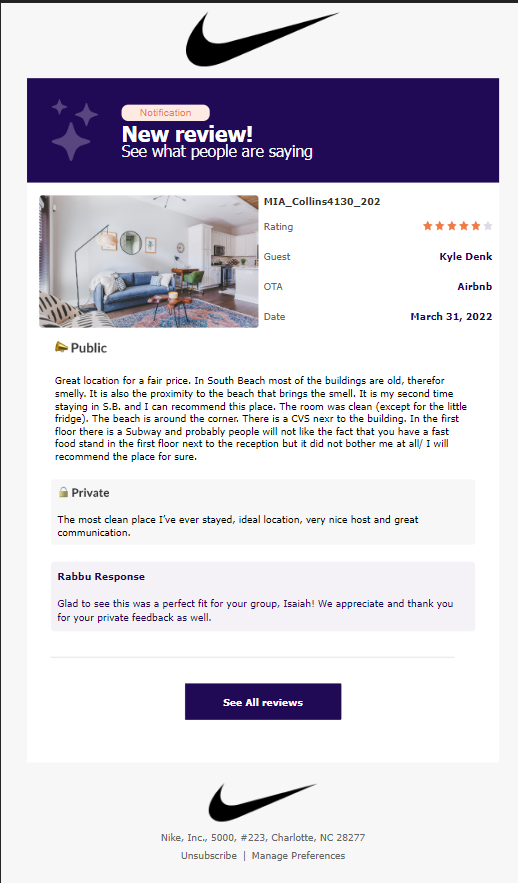 Notification
New review!
See what people are saying
MIA_Collins4130_202
Rating
Guest Kyle Denk
OTA Airbnb
Date March 31, 2022
Public
Great location for a fair price. In South Beach most of the buildings are old, therefor
smelly. It is also the proximity to the beach that brings the smell. It is my second time
staying in S.B. and I can recommend this place. The room was clean (except for the little
fridge). The beach is around the corner. There is a CVS nexr to the building. In the first
floor there is a Subway and probably people will not like the fact that you have a fast
food stand in the first floor next to the reception but it did not bother me at all/ I will
recommend the place for sure.
Private
The most clean place I've ever stayed, ideal location, very nice host and great
communication.
Rabbu Response
Glad to see this was a perfect fit for your group, Isaiah! We appreciate and thank you
for your private feedback as well.
See All reviews
Nike, Inc., 5000, #223, Charlotte, NC 28277
Unsubscribe | Manage Preferences